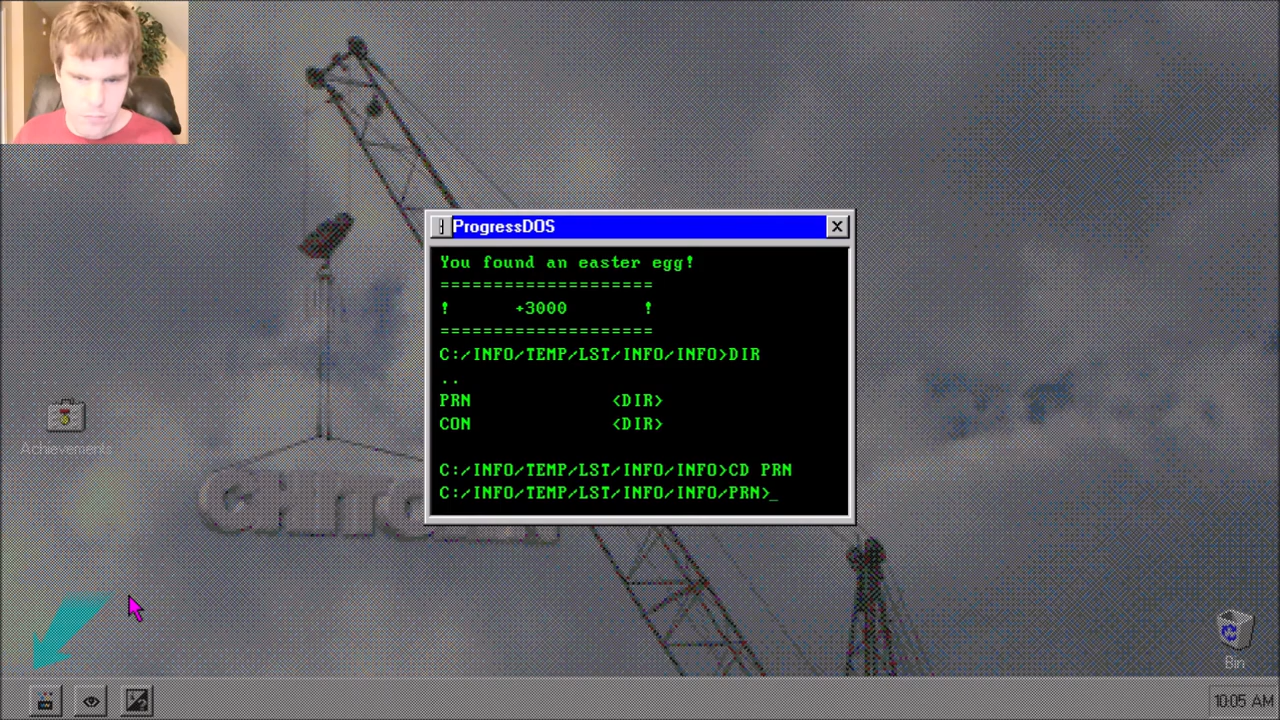 ProgressDOS
You found an easter egg!
====================
!      +3000       !
====================
C:/INFO/TEMP/LST/INFO/INFO>DIR
..
PRN <DIR>
CON <DIR>
C:/INFO/TEMP/LST/INFO/INFO>CD PRN
C:/INFO/TEMP/LST/INFO/INFO/PRN>_
Achievements
Bin
10:05 AM